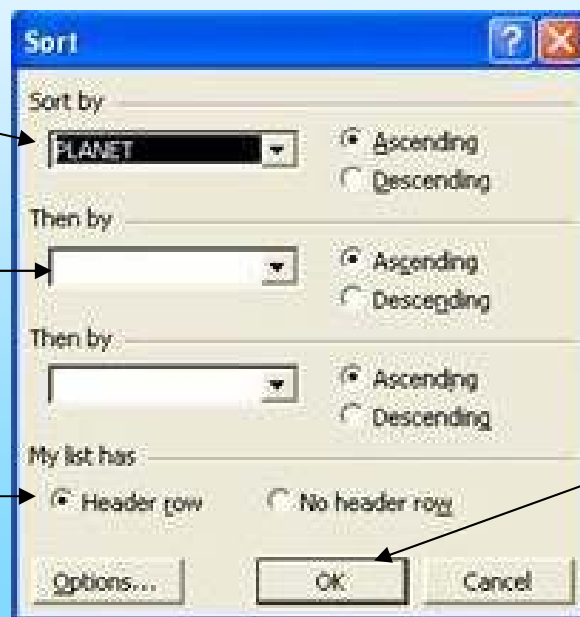 Sort
Sort by
PLANET
Ascending
Descending
Then by
Ascending
Descending
Then by
Ascending
Descending
My list has
Header row
No header row
Options...
OK
Cancel